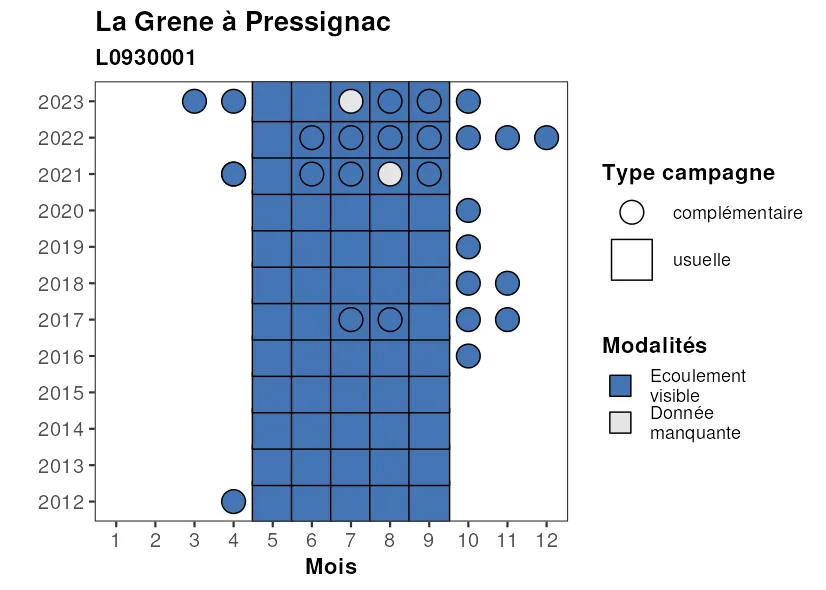 La Grene à Pressignac
L0930001
2023
2022
2021
2020
2019
2018
2017
2016
2015
2014
2013
2012
1 2 3 4 5 6 7 8 9 10 11 12
Mois
Type campagne
complémentaire
usuelle
Modalités
Ecoulement
visible
Donnée
manquante